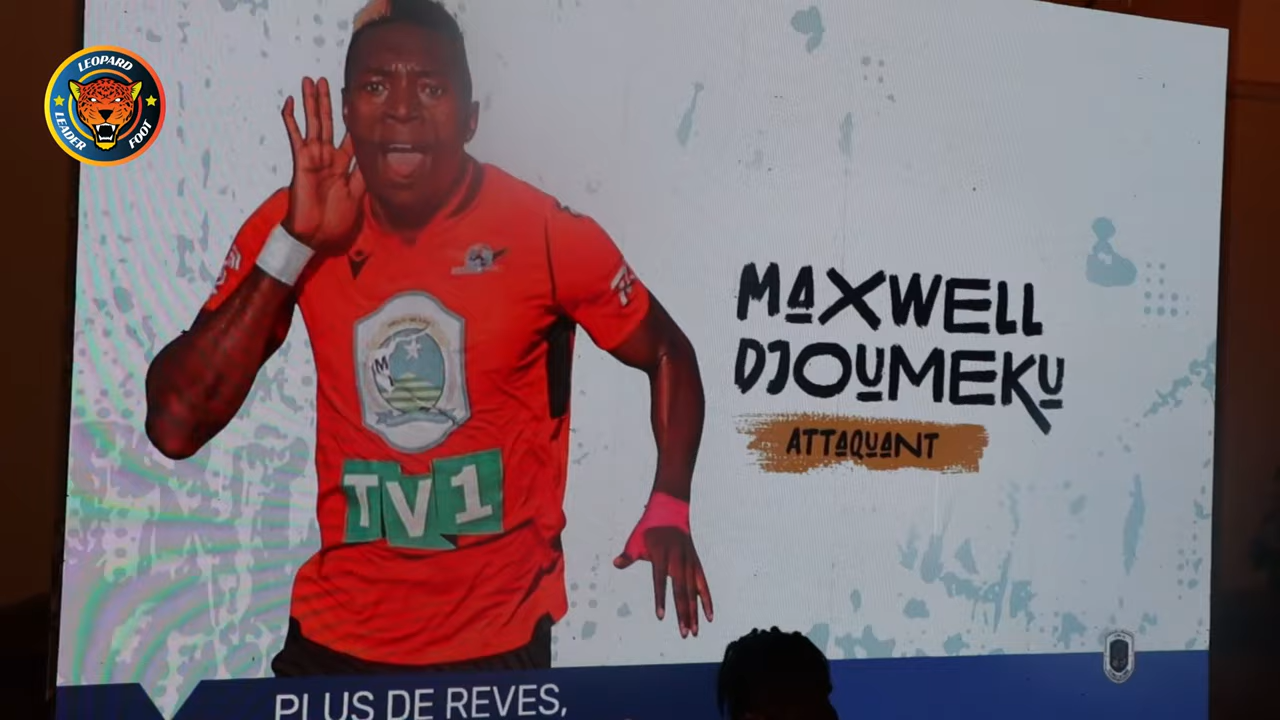 LEOPARD
LEADER FOOT
MAXWELL
DJOUMEKU
ATTAQUANT
TV1
PLUS DE REVES,